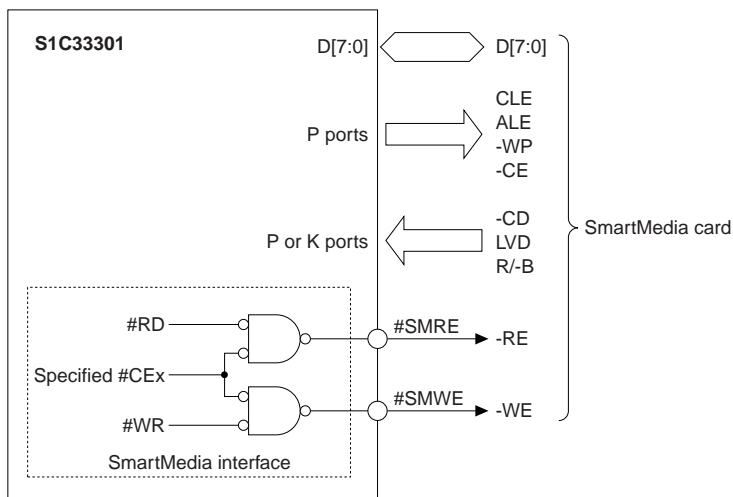 S1C33301
D[7:0]
D[7:0]
P ports
CLE
ALE
-WP
-CE
P or K ports
-CD
LVD
R/-B
SmartMedia card
#RD
#SMRE
-RE
Specified #CEx
#WR
#SMWE
-WE
SmartMedia interface